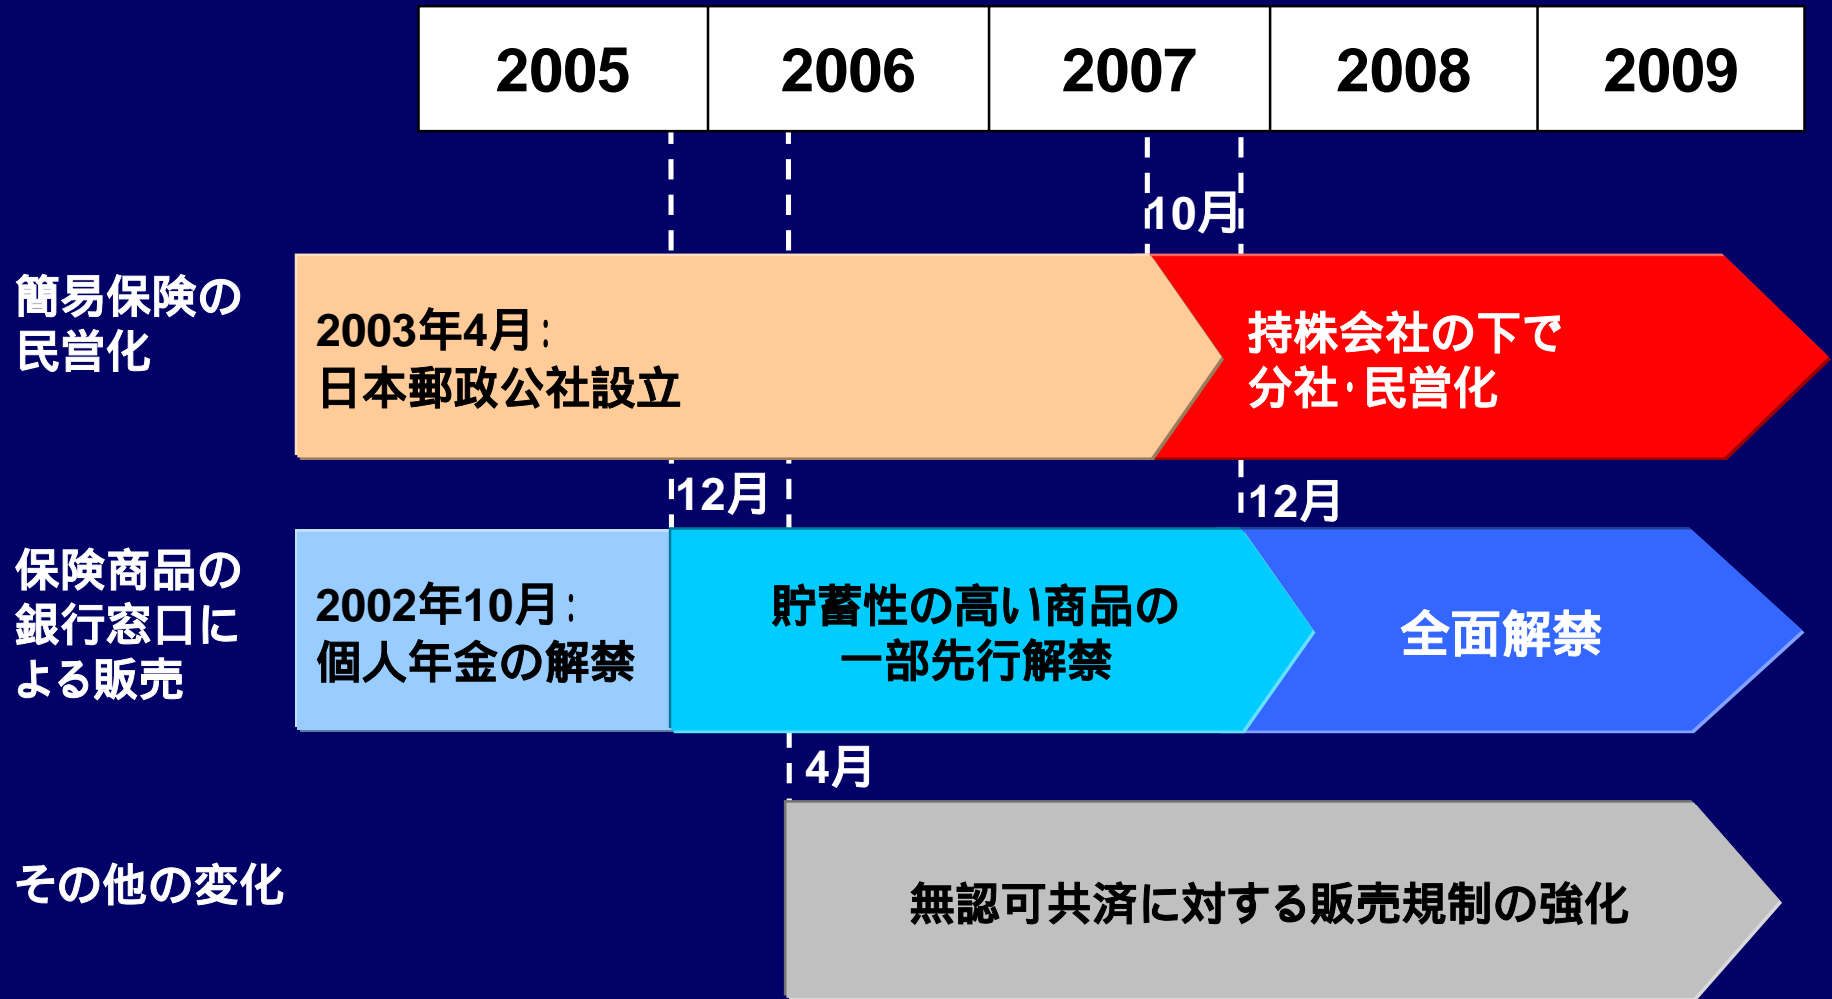 2005 2006 2007 2008 2009
10月
簡易保険の
民営化
2003年4月：
日本郵政公社設立
持株会社の下で
分社・民営化
12月
12月
保険商品の
銀行窓口に
よる販売
2002年10月：
個人年金の解禁
貯蓄性の高い商品の
一部先行解禁
全面解禁
4月
その他の変化
無認可共済に対する販売規制の強化